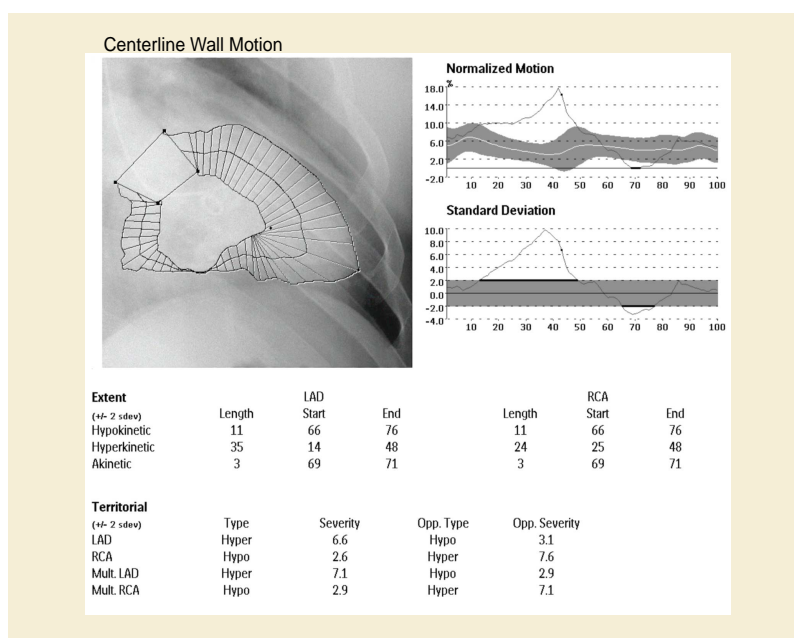 Centerline Wall Motion
Normalized Motion
%
18.0
14.0
10.0
6.0
2.0
-2.0
10 20 30 40 50 60 70 80 90 100
Standard Deviation
10.0
8.0
6.0
4.0
2.0
0.0
-2.0
-4.0
10 20 30 40 50 60 70 80 90 100
Extent LAD RCA
(+/- 2 sdev) Length Start End Length Start End
Hypokinetic 11 66 76 11 66 76
Hyperkinetic 35 14 48 24 25 48
Akinetic 3 69 71 3 69 71
Territorial
(+/- 2 sdev) Type Severity Opp. Type Opp. Severity
LAD Hyper 6.6 Hypo 3.1
RCA Hypo 2.6 Hyper 7.6
Mult. LAD Hyper 7.1 Hypo 2.9
Mult. RCA Hypo 2.9 Hyper 7.1